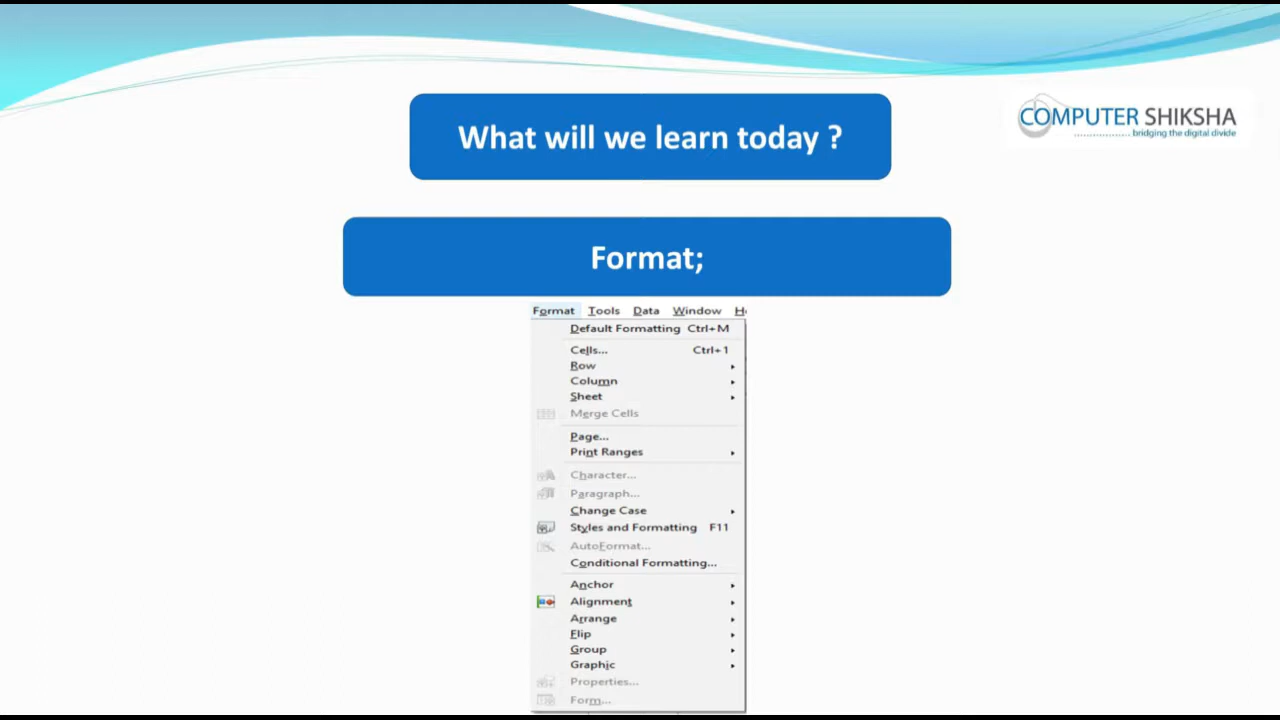 What will we learn today ?
COMPUTER SHIKSHA
bridging the digital divide
Format;
Format Tools Data Window
Default Formatting Ctrl+M
Cells... Ctrl+1
Row
Column
Sheet
Merge Cells
Page...
Print Ranges
Character...
Paragraph...
Change Case
Styles and Formatting F11
AutoFormat...
Conditional Formatting...
Anchor
Alignment
Arrange
Flip
Group
Graphic
Properties...
Form...